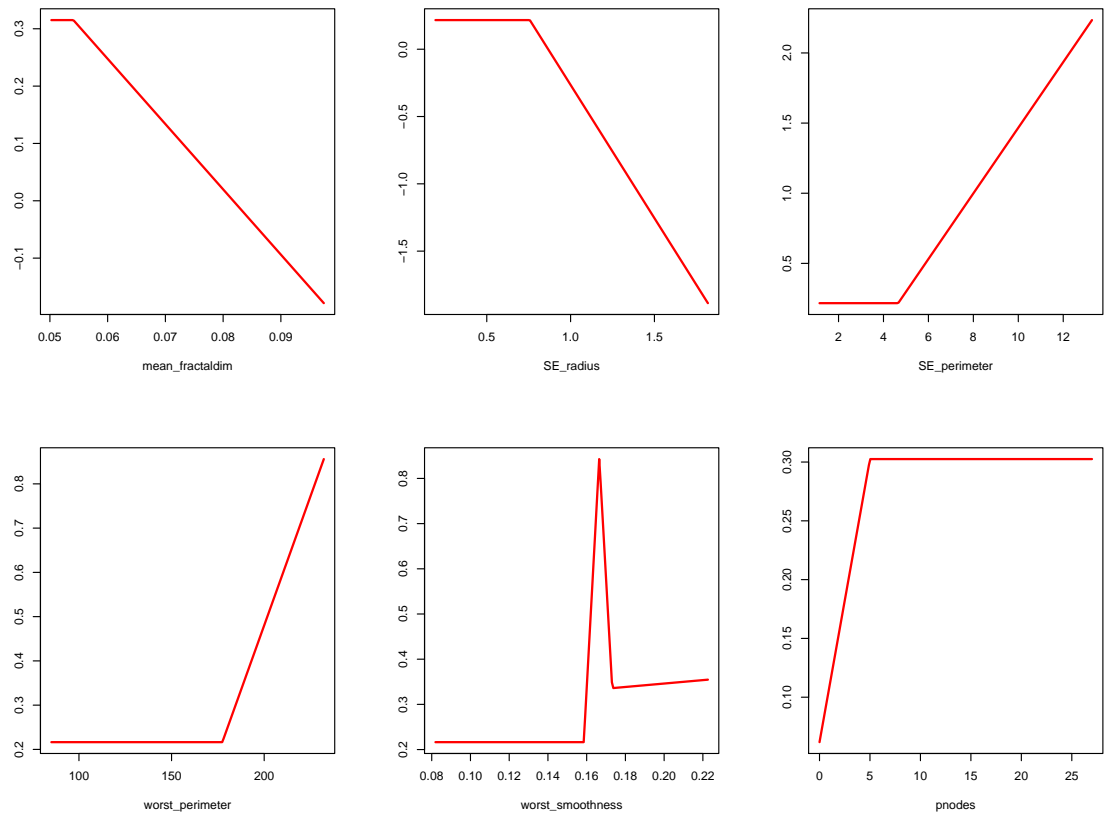 0.3
0.2
0.1
0.0
−0.1
0.05 0.06 0.07 0.08 0.09
mean_fractaldim
0.0
−0.5
−1.0
−1.5
0.5 1.0 1.5
SE_radius
2.0
1.5
1.0
0.5
2 4 6 8 10 12
SE_perimeter
0.8
0.7
0.6
0.5
0.4
0.3
0.2
100 150 200
worst_perimeter
0.8
0.7
0.6
0.5
0.4
0.3
0.2
0.08 0.10 0.12 0.14 0.16 0.18 0.20 0.22
worst_smoothness
0.30
0.25
0.20
0.15
0.10
0 5 10 15 20 25
pnodes